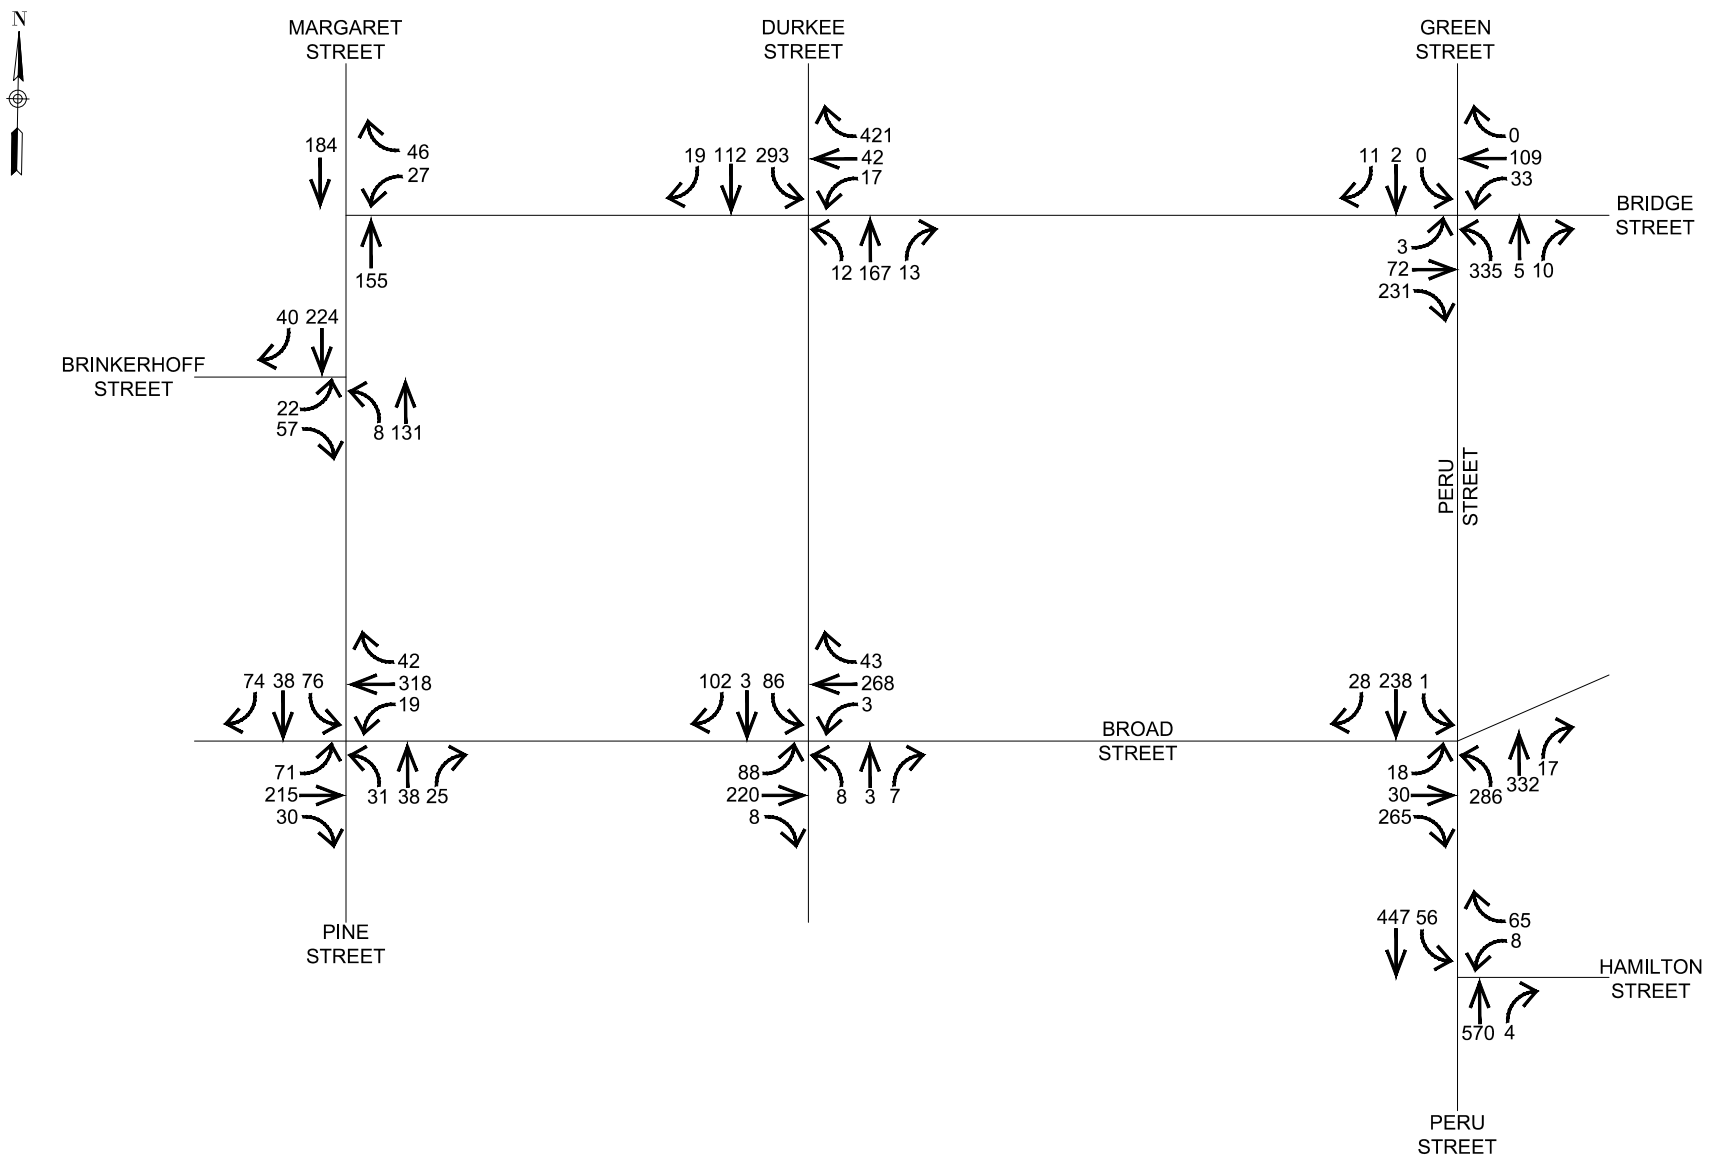 N
MARGARET
STREET
DURKEE
STREET
GREEN
STREET
184
46
27
155
19 112 293
421
42
17
12 167 13
11 2 0
0
109
33
BRIDGE
STREET
3
72
231
335 5 10
40 224
BRINKERHOFF
STREET
22
57
8 131
PERU
STREET
74 38 76
42
318
19
71
215
30
31 38 25
102 3 86
43
268
3
88
220
8
8 3 7
BROAD
STREET
28 238 1
18
30
265
286
332
17
PINE
STREET
447 56
65
8
HAMILTON
STREET
570 4
PERU
STREET